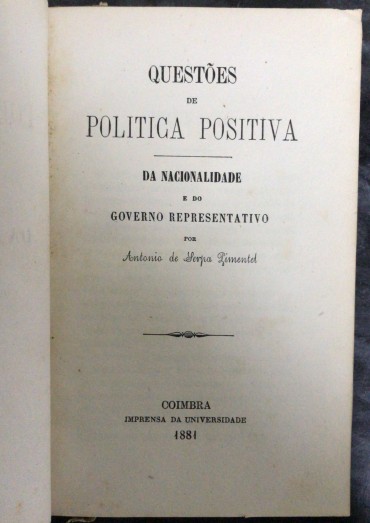 QUESTÕES
DE
POLITICA POSITIVA
DA NACIONALIDADE
E DO
GOVERNO REPRESENTATIVO
POR
Antonio de Serpa Pimentel
COIMBRA
IMPRENSA DA UNIVERSIDADE
1881